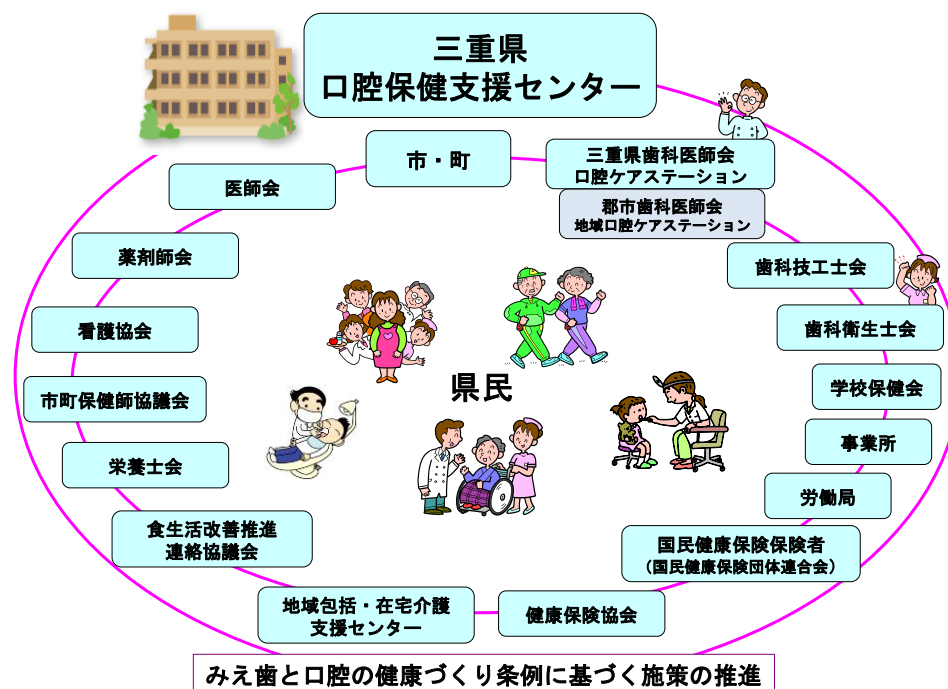 三重県
口腔保健支援センター
市・町
三重県歯科医師会
口腔ケアステーション
郡市歯科医師会
地域口腔ケアステーション
医師会
薬剤師会
歯科技工士会
看護協会
歯科衛生士会
県民
市町保健師協議会
学校保健会
事業所
栄養士会
労働局
食生活改善推進
連絡協議会
国民健康保険保険者
(国民健康保険団体連合会)
地域包括・在宅介護
支援センター
健康保険協会
みえ歯と口腔の健康づくり条例に基づく施策の推進